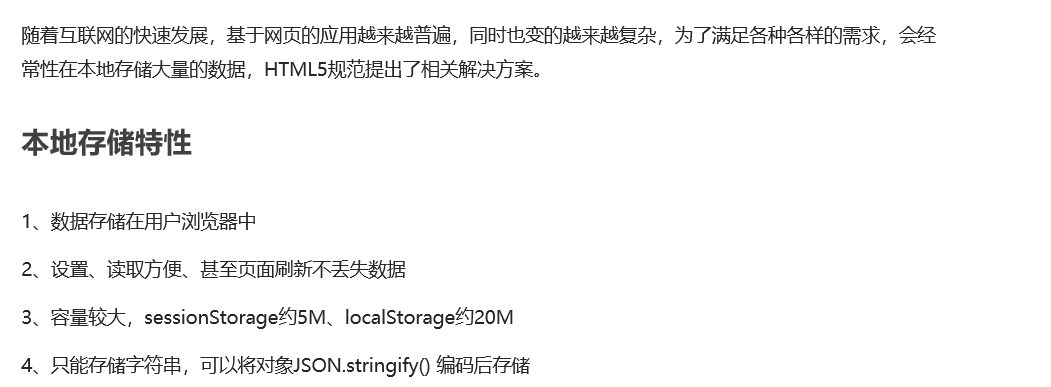 随着互联网的快速发展，基于网页的应用越来越普遍，同时也变的越来越复杂，为了满足各种各样的需求，会经
常性在本地存储大量的数据，HTML5规范提出了相关解决方案。
本地存储特性
1、数据存储在用户浏览器中
2、设置、读取方便、甚至页面刷新不丢失数据
3、容量较大，sessionStorage约5M、localStorage约20M
4、只能存储字符串，可以将对象JSON.stringify() 编码后存储